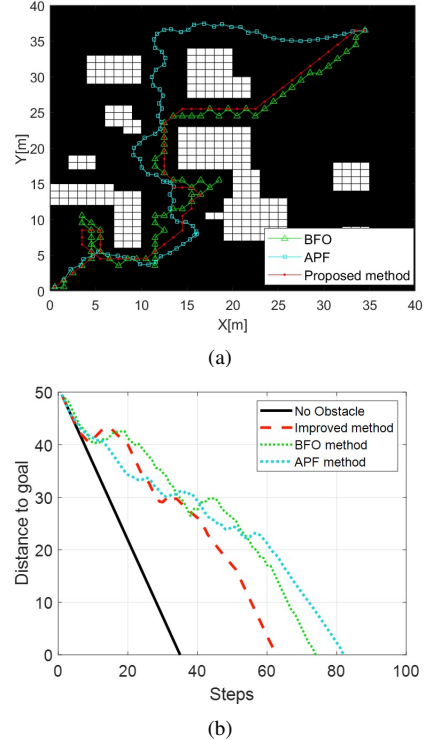 40
35
30
25
20
15
10
5
0
Y[m]
BFO
APF
Proposed method
0 5 10 15 20 25 30 35 40
X[m]
(a)
50
40
30
20
10
0
Distance to goal
No Obstacle
Improved method
BFO method
APF method
0 20 40 60 80 100
Steps
(b)